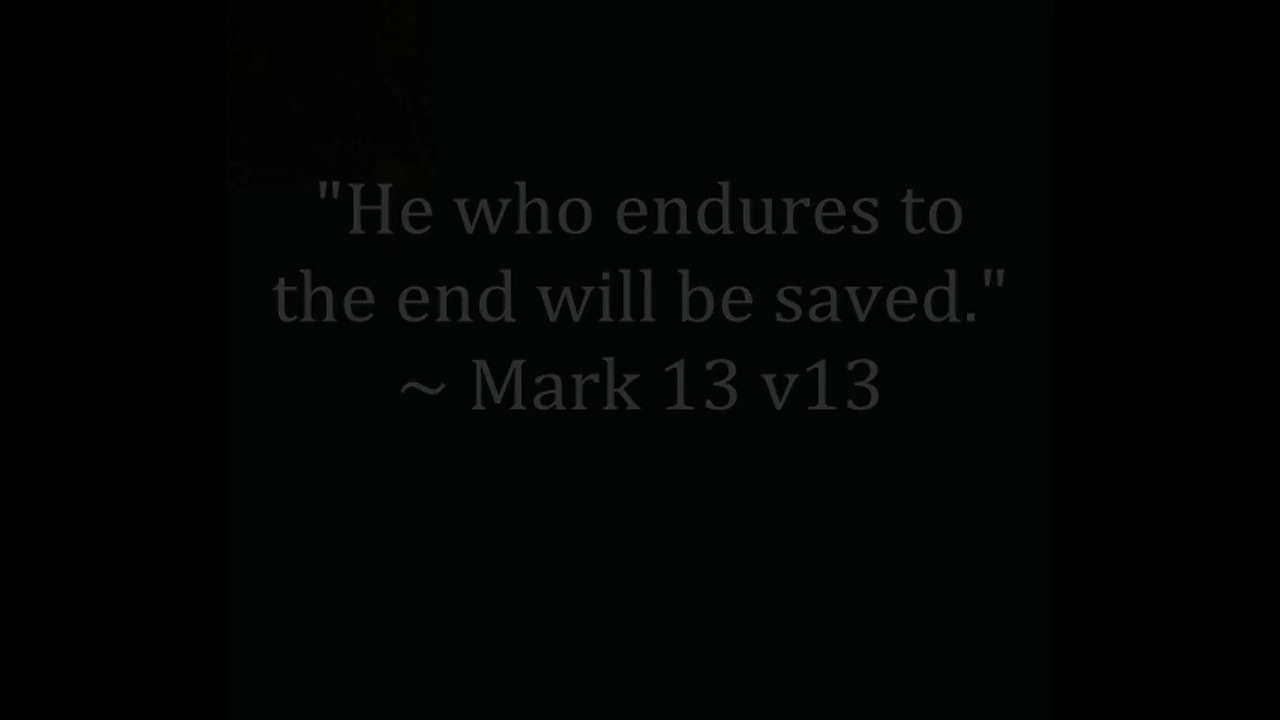 "He who endures to
the end will be saved."
~ Mark 13 v13